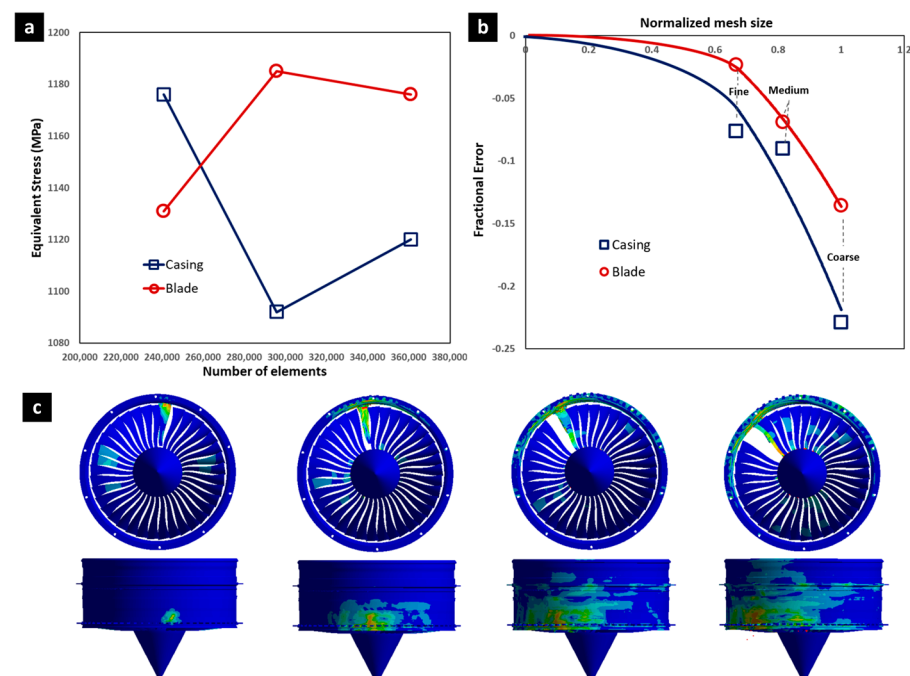 a
Equivalent Stress (MPa)
1200
1180
1160
1140
1120
1100
1080
Casing
Blade
200,000 220,000 240,000 260,000 280,000 300,000 320,000 340,000 360,000 380,000
Number of elements
b
Normalized mesh size
0 0.2 0.4 0.6 0.8 1 1.2
Fractional Error
0
-0.05
-0.1
-0.15
-0.2
-0.25
Fine
Medium
Coarse
Casing
Blade
c